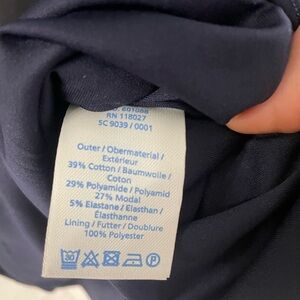 RN 118027
SC 9039 / 0001
Outer / Obermaterial /
Extérieur
39% Cotton / Baumwolle /
Coton
29% Polyamide / Polyamid
27% Modal
5% Elastane / Elasthan /
Élasthanne
Lining / Futter / Doublure
100% Polyester
30 P